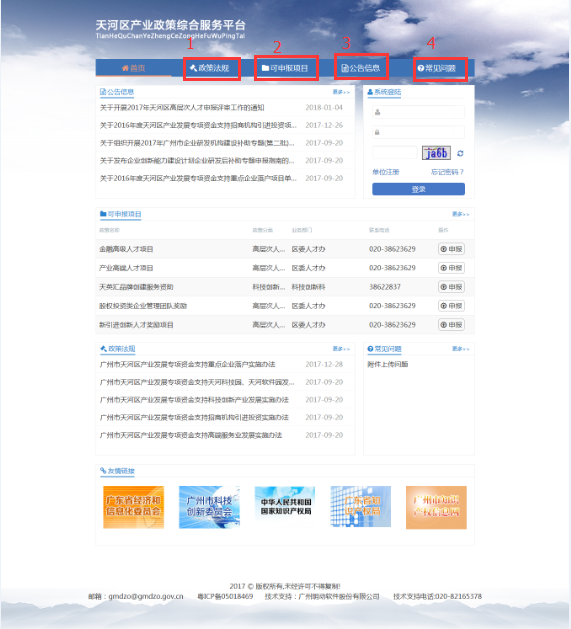 天河区产业政策综合服务平台
TianHeQuChanYeZhengCeZongHeFuWuPingTai
1 2 3 4
首页 政策法规 可申报项目 公告信息 常见问题
公告信息 更多>>
关于开展2017年天河区高层次人才申报评审工作的通知 2018-01-04
关于2016年度天河区产业发展专项资金支持招商机构引进投资项... 2017-12-26
关于组织开展2017年广州市企业研发机构建设补助专题(第二批)... 2017-09-20
关于发布企业创新能力建设计划企业研发后补助专题申报指南的... 2017-09-20
关于2016年度天河区产业发展专项资金支持重点企业落户项目单... 2017-09-20
系统登陆
ja6b
单位注册 忘记密码？
登录
可申报项目 更多>>
政策名称 政策分类 业务部门 联系电话 操作
金融高级人才项目 高层次人... 区委人才办 020-38623629 申报
产业高端人才项目 高层次人... 区委人才办 020-38623629 申报
天英汇品牌创建服务资助 科技创新... 科技创新科 38622837 申报
股权投资类企业管理团队奖励 高层次人... 区委人才办 020-38623629 申报
新引进创新人才奖励项目 高层次人... 区委人才办 020-38623629 申报
政策法规 更多>>
广州市天河区产业发展专项资金支持重点企业落户实施办法 2017-12-28
广州市天河区产业发展专项资金支持天河科技园、天河软件园发... 2017-09-20
广州市天河区产业发展专项资金支持科技创新产业发展实施办法 2017-09-20
广州市天河区产业发展专项资金支持招商机构引进投资实施办法 2017-09-20
广州市天河区产业发展专项资金支持高端服务业发展实施办法 2017-09-20
常见问题 更多>>
附件上传问题
友情链接
广东省经济和
信息化委员会
广州市科技
创新委员会
中华人民共和国
国家知识产权局
广东省知
识产权局
广州市知识
产权信息网
2017 © 版权所有,未经许可不得复制!
邮箱：gmdzo@gmdzo.gov.cn 粤ICP备05018469 技术支持：广州明动软件股份有限公司 技术支持电话:020-82165378